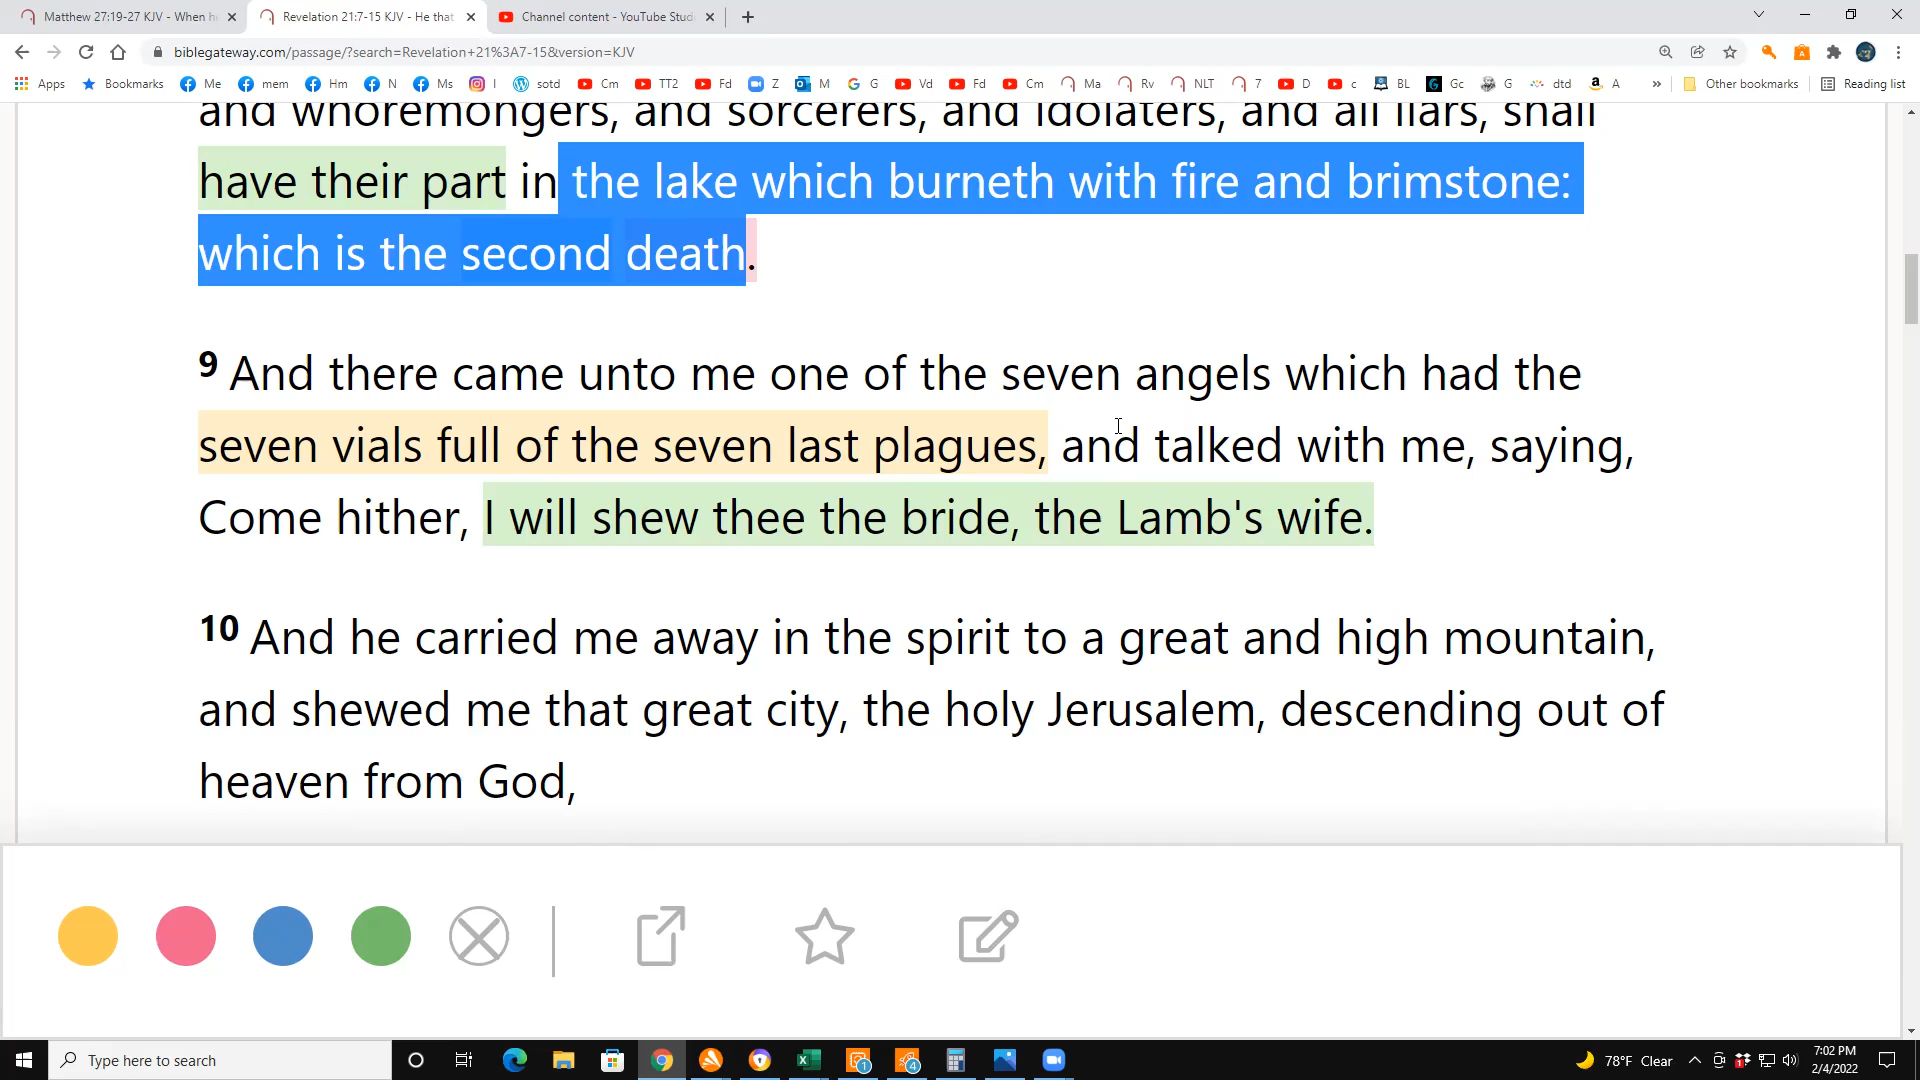 Matthew 27:19-27 KJV - When h
Revelation 21:7-15 KJV - He that
Channel content - YouTube Stud
biblegateway.com/passage/?search=Revelation+21%3A7-15&version=KJV
Apps Bookmarks Me mem Hm N Ms I sotd Cm TT2 Fd Z M G Vd Fd Cm Ma Rv NLT 7 D c BL Gc G dtd A » Other bookmarks Reading list
and whoremongers, and sorcerers, and idolaters, and all liars, shall
have their part in the lake which burneth with fire and brimstone:
which is the second death.
9 And there came unto me one of the seven angels which had the
seven vials full of the seven last plagues, and talked with me, saying,
Come hither, I will shew thee the bride, the Lamb's wife.
10 And he carried me away in the spirit to a great and high mountain,
and shewed me that great city, the holy Jerusalem, descending out of
heaven from God,
Type here to search
1
4
78°F Clear
7:02 PM
2/4/2022